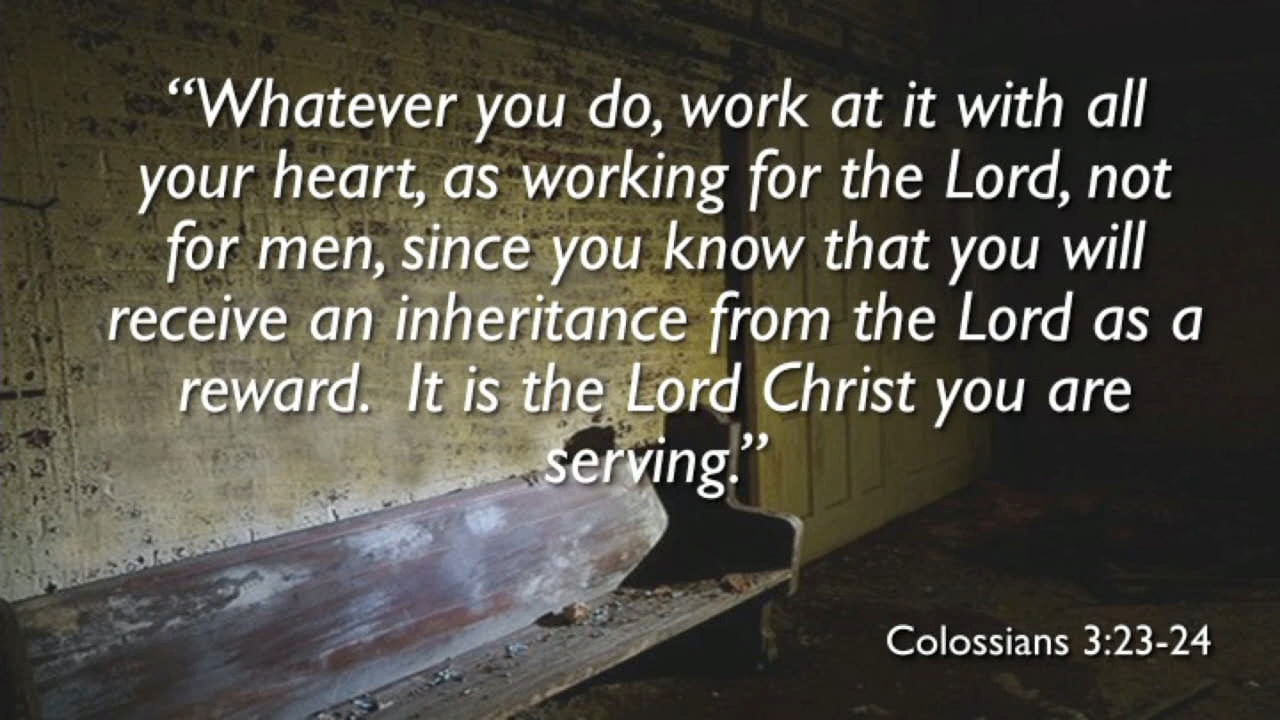 “Whatever you do, work at it with all
your heart, as working for the Lord, not
for men, since you know that you will
receive an inheritance from the Lord as a
reward.  It is the Lord Christ you are
serving.”
Colossians 3:23-24